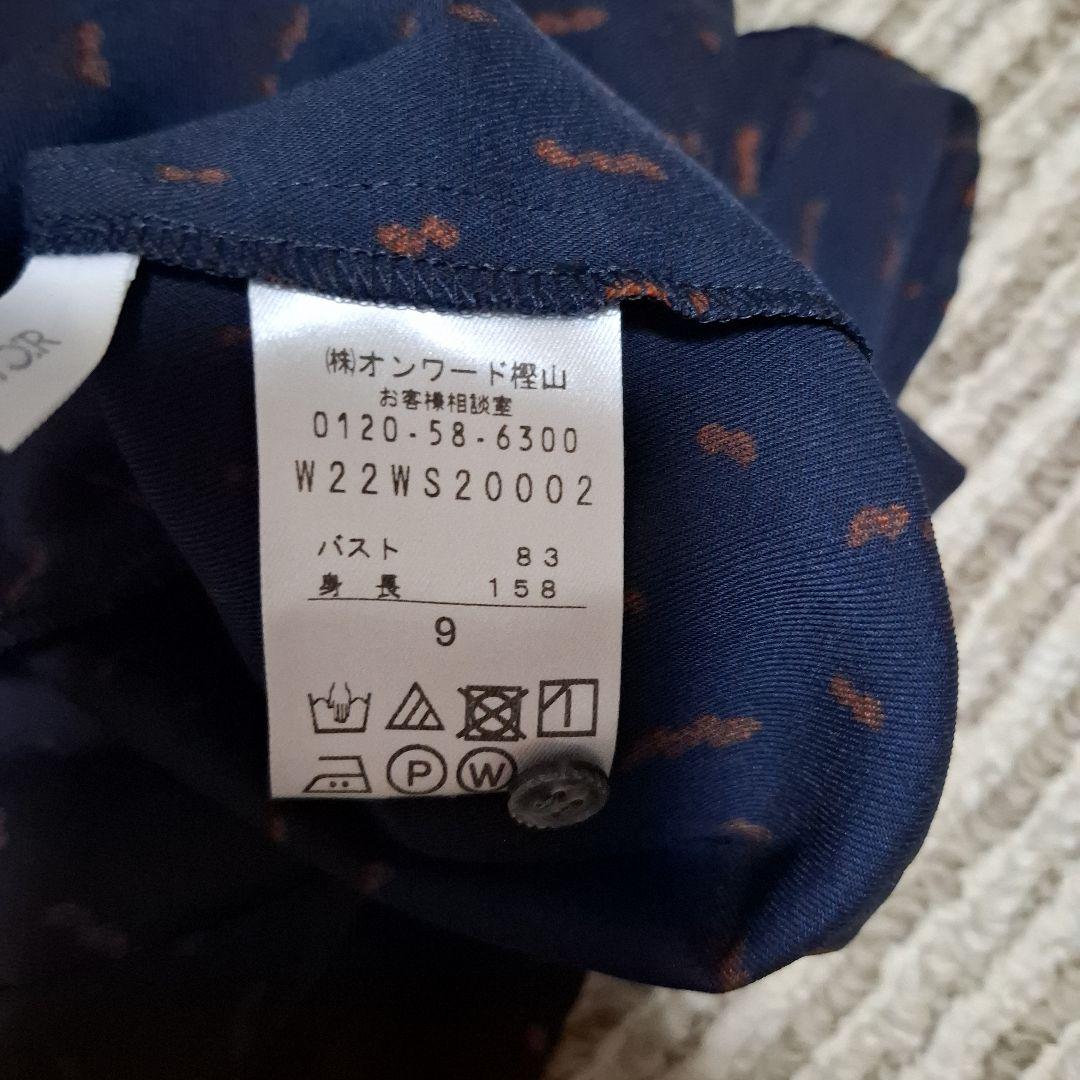 ㈱オンワード樫山
お客様相談室
0120-58-6300
W22WS20002
バスト 83
身長 158
9
P W